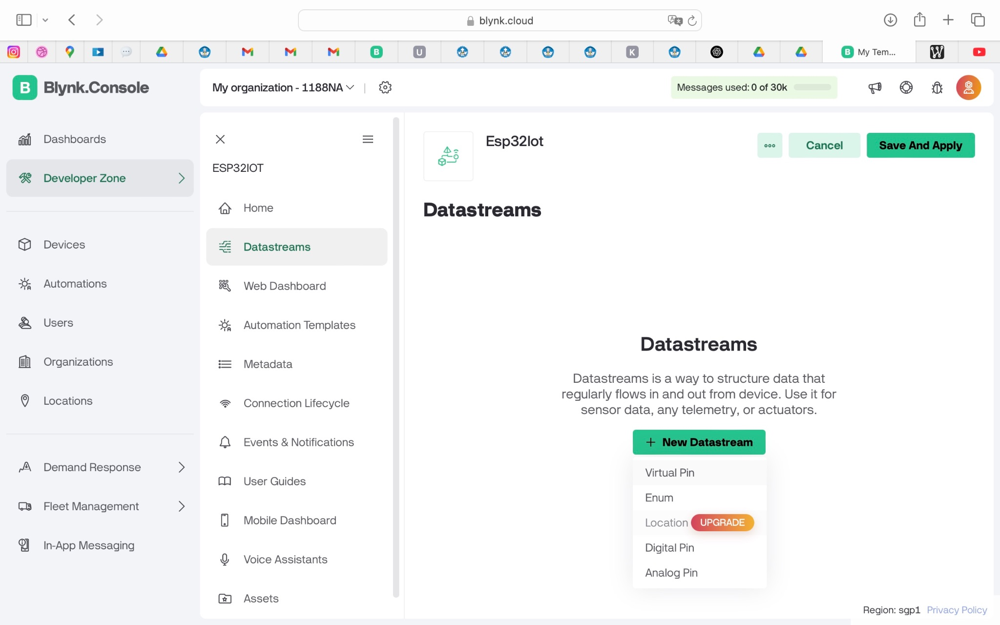 blynk.cloud
U
K
B
My Tem...
B Blynk.Console
My organization - 1188NA
Messages used: 0 of 30k
Dashboards
Developer Zone
Devices
Automations
Users
Organizations
Locations
Demand Response
Fleet Management
In-App Messaging
ESP32IOT
Home
Datastreams
Web Dashboard
Automation Templates
Metadata
Connection Lifecycle
Events & Notifications
User Guides
Mobile Dashboard
Voice Assistants
Assets
Esp32Iot
Cancel
Save And Apply
Datastreams
Datastreams
Datastreams is a way to structure data that
regularly flows in and out from device. Use it for
sensor data, any telemetry, or actuators.
+ New Datastream
Virtual Pin
Enum
Location UPGRADE
Digital Pin
Analog Pin
Region: sgp1 Privacy Policy